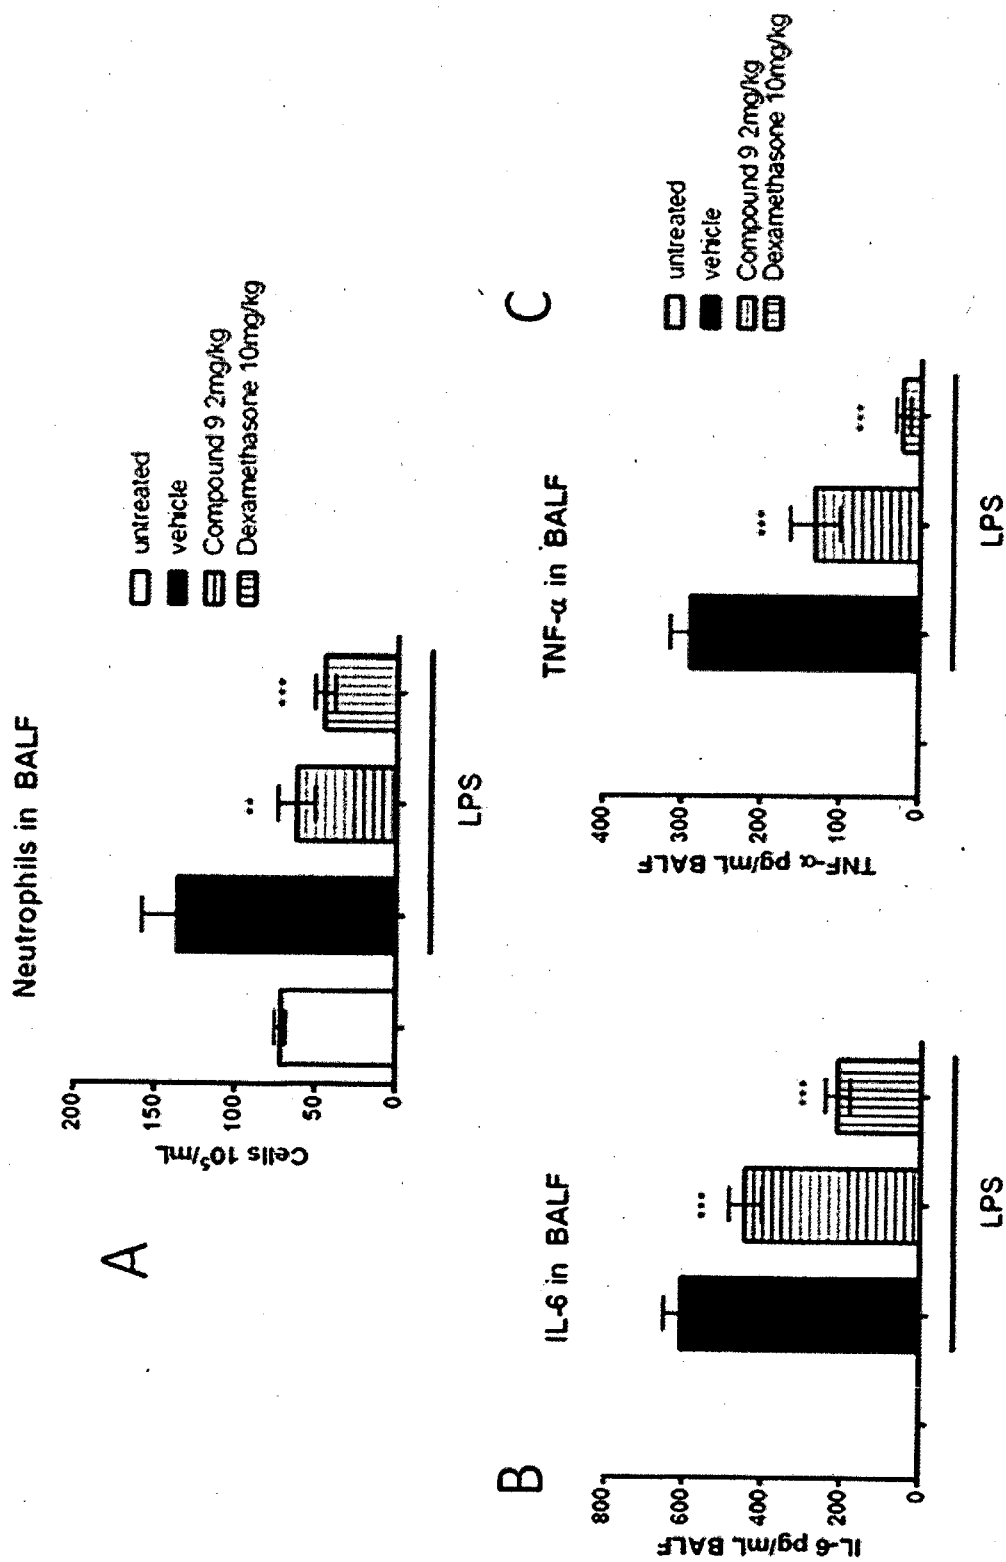 A
Neutrophils in BALF
Cells 10⁵/mL
200
150
100
50
0
**
***
LPS
untreated
vehicle
Compound 9 2mg/kg
Dexamethasone 10mg/kg
B
IL-6 in BALF
IL-6 pg/mL BALF
800
600
400
200
0
***
***
LPS
C
TNF-α in BALF
TNF-α pg/mL BALF
400
300
200
100
0
***
***
LPS
untreated
vehicle
Compound 9 2mg/kg
Dexamethasone 10mg/kg